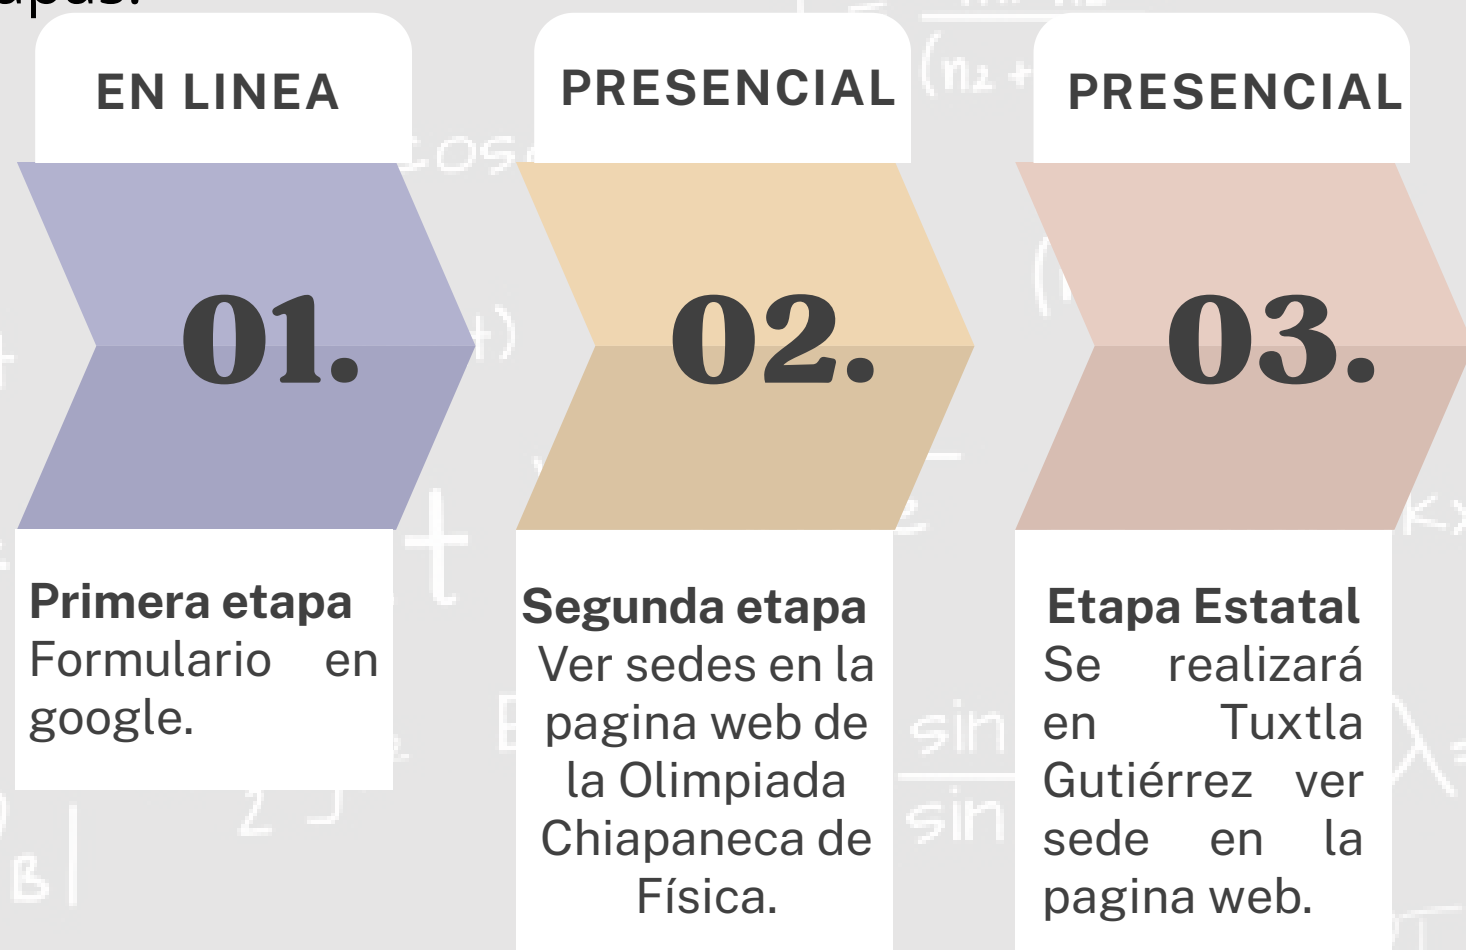 EN LINEA
01.
Primera etapa
Formulario en
google.
PRESENCIAL
02.
Segunda etapa
Ver sedes en la
pagina web de
la Olimpiada
Chiapaneca de
Física.
PRESENCIAL
03.
Etapa Estatal
Se realizará
en Tuxtla
Gutiérrez ver
sede en la
pagina web.
sin
sin